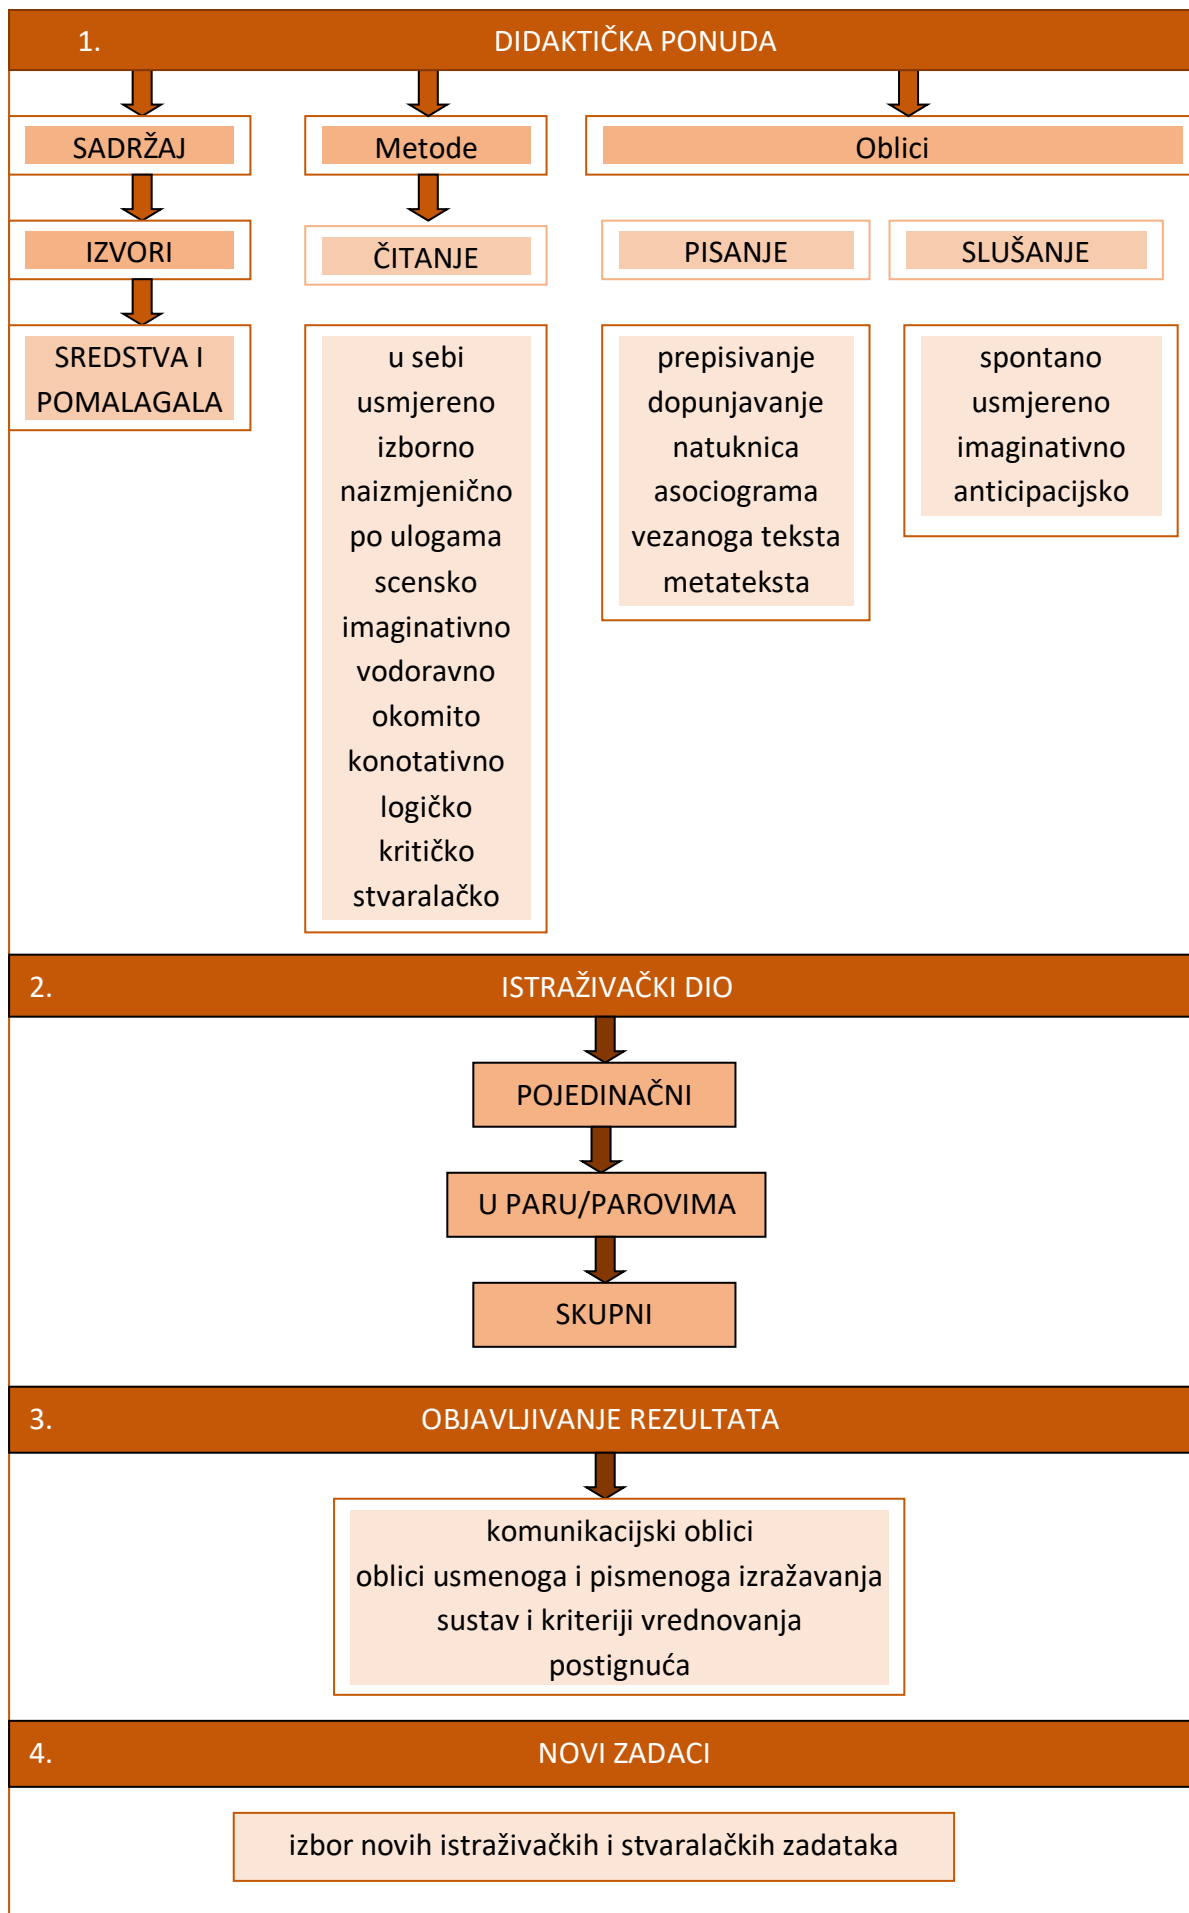 1. DIDAKTIČKA PONUDA
SADRŽAJ
Metode
Oblici
IZVORI
ČITANJE
PISANJE
SLUŠANJE
SREDSTVA I
POMALAGALA
u sebi
usmjereno
izborno
naizmjenično
po ulogama
scensko
imaginativno
vodoravno
okomito
konotativno
logičko
kritičko
stvaralačko
prepisivanje
dopunjavanje
natuknica
asociograma
vezanoga teksta
metateksta
spontano
usmjereno
imaginativno
anticipacijsko
2. ISTRAŽIVAČKI DIO
POJEDINAČNI
U PARU/PAROVIMA
SKUPNI
3. OBJAVLJIVANJE REZULTATA
komunikacijski oblici
oblici usmenoga i pismenoga izražavanja
sustav i kriteriji vrednovanja
postignuća
4. NOVI ZADACI
izbor novih istraživačkih i stvaralačkih zadataka